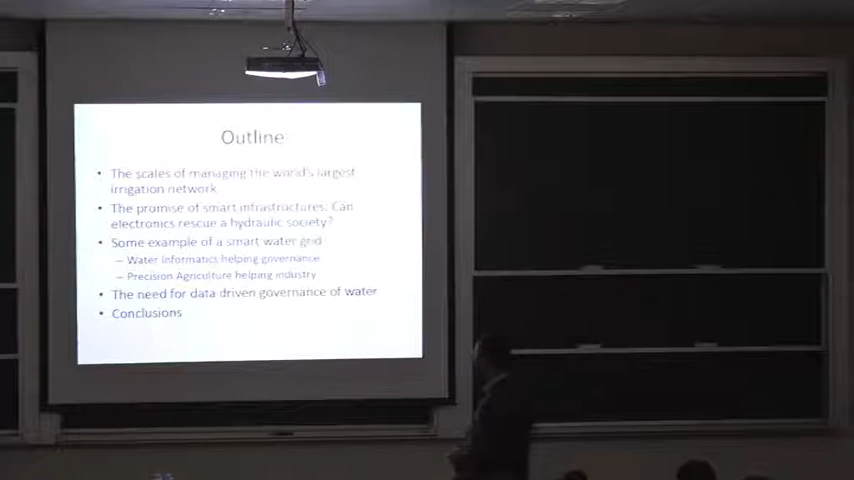 Outline
• The scales of managing the world's largest
irrigation network
• The promise of smart infrastructures: Can
electronics rescue a hydraulic society?
• Some example of a smart water grid
– Water Informatics helping governance
– Precision Agriculture helping industry
• The need for data driven governance of water
• Conclusions